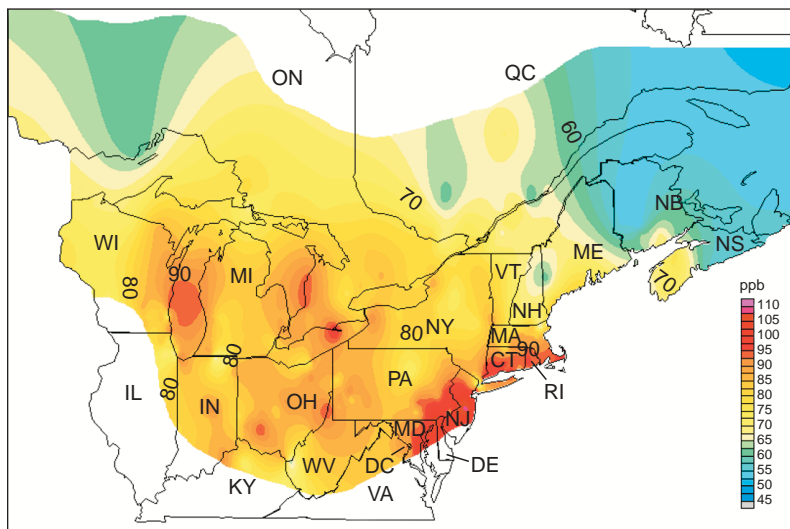 ON
QC
60
70
NB
NS
WI
90
MI
80
VT
ME
70
NH
80 NY
MA
90
CT
RI
80
80
IL
IN
OH
PA
NJ
MD
WV
DC
DE
KY
VA
ppb
110
105
100
95
90
85
80
75
70
65
60
55
50
45